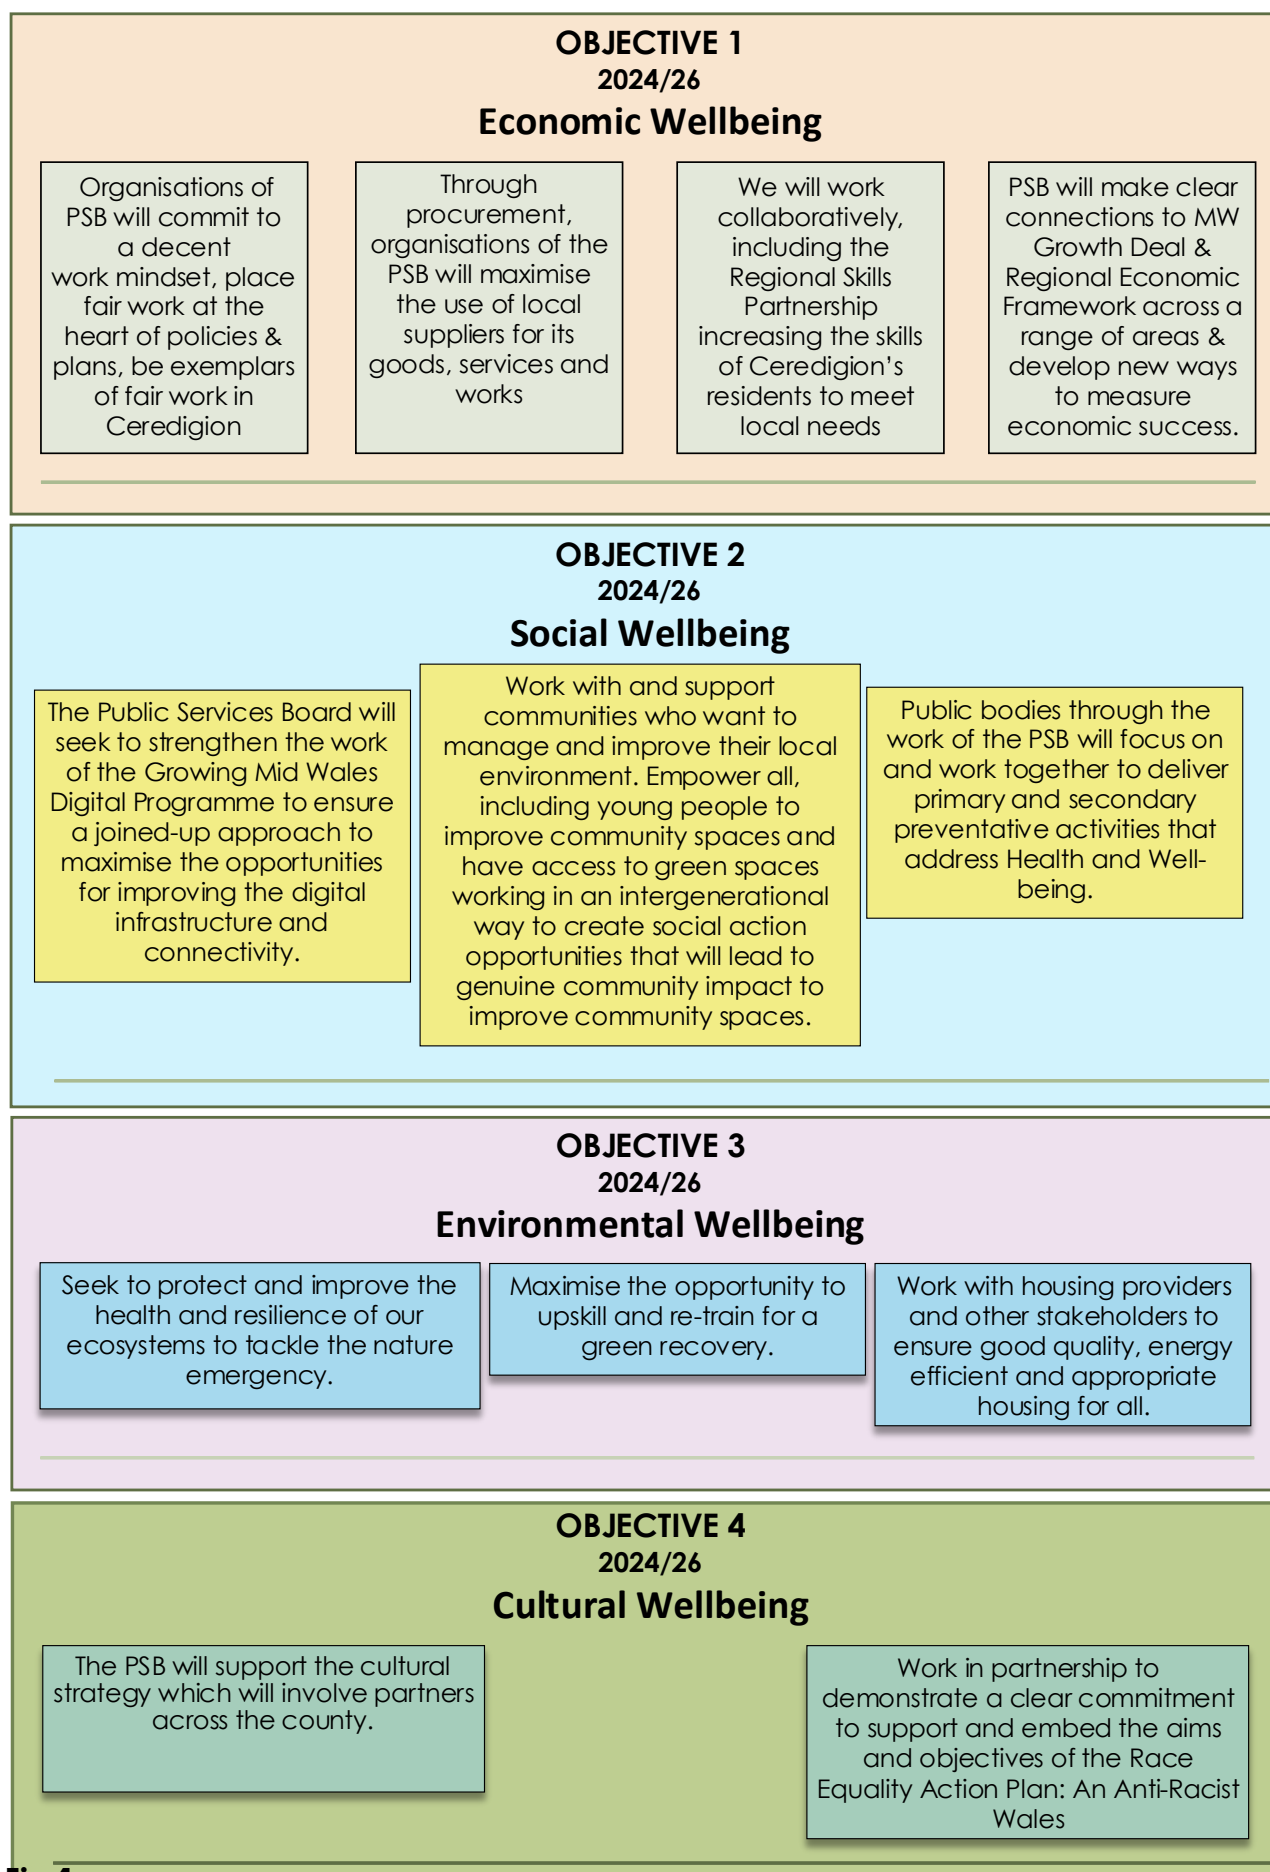 OBJECTIVE 1
2024/26
Economic Wellbeing
Organisations of
PSB will commit to
a decent
work mindset, place
fair work at the
heart of policies &
plans, be exemplars
of fair work in
Ceredigion
Through
procurement,
organisations of the
PSB will maximise
the use of local
suppliers for its
goods, services and
works
We will work
collaboratively,
including the
Regional Skills
Partnership
increasing the skills
of Ceredigion’s
residents to meet
local needs
PSB will make clear
connections to MW
Growth Deal &
Regional Economic
Framework across a
range of areas &
develop new ways
to measure
economic success.
OBJECTIVE 2
2024/26
Social Wellbeing
The Public Services Board will
seek to strengthen the work
of the Growing Mid Wales
Digital Programme to ensure
a joined-up approach to
maximise the opportunities
for improving the digital
infrastructure and
connectivity.
Work with and support
communities who want to
manage and improve their local
environment. Empower all,
including young people to
improve community spaces and
have access to green spaces
working in an intergenerational
way to create social action
opportunities that will lead to
genuine community impact to
improve community spaces.
Public bodies through the
work of the PSB will focus on
and work together to deliver
primary and secondary
preventative activities that
address Health and Well-
being.
OBJECTIVE 3
2024/26
Environmental Wellbeing
Seek to protect and improve the
health and resilience of our
ecosystems to tackle the nature
emergency.
Maximise the opportunity to
upskill and re-train for a
green recovery.
Work with housing providers
and other stakeholders to
ensure good quality, energy
efficient and appropriate
housing for all.
OBJECTIVE 4
2024/26
Cultural Wellbeing
The PSB will support the cultural
strategy which will involve partners
across the county.
Work in partnership to
demonstrate a clear commitment
to support and embed the aims
and objectives of the Race
Equality Action Plan: An Anti-Racist
Wales